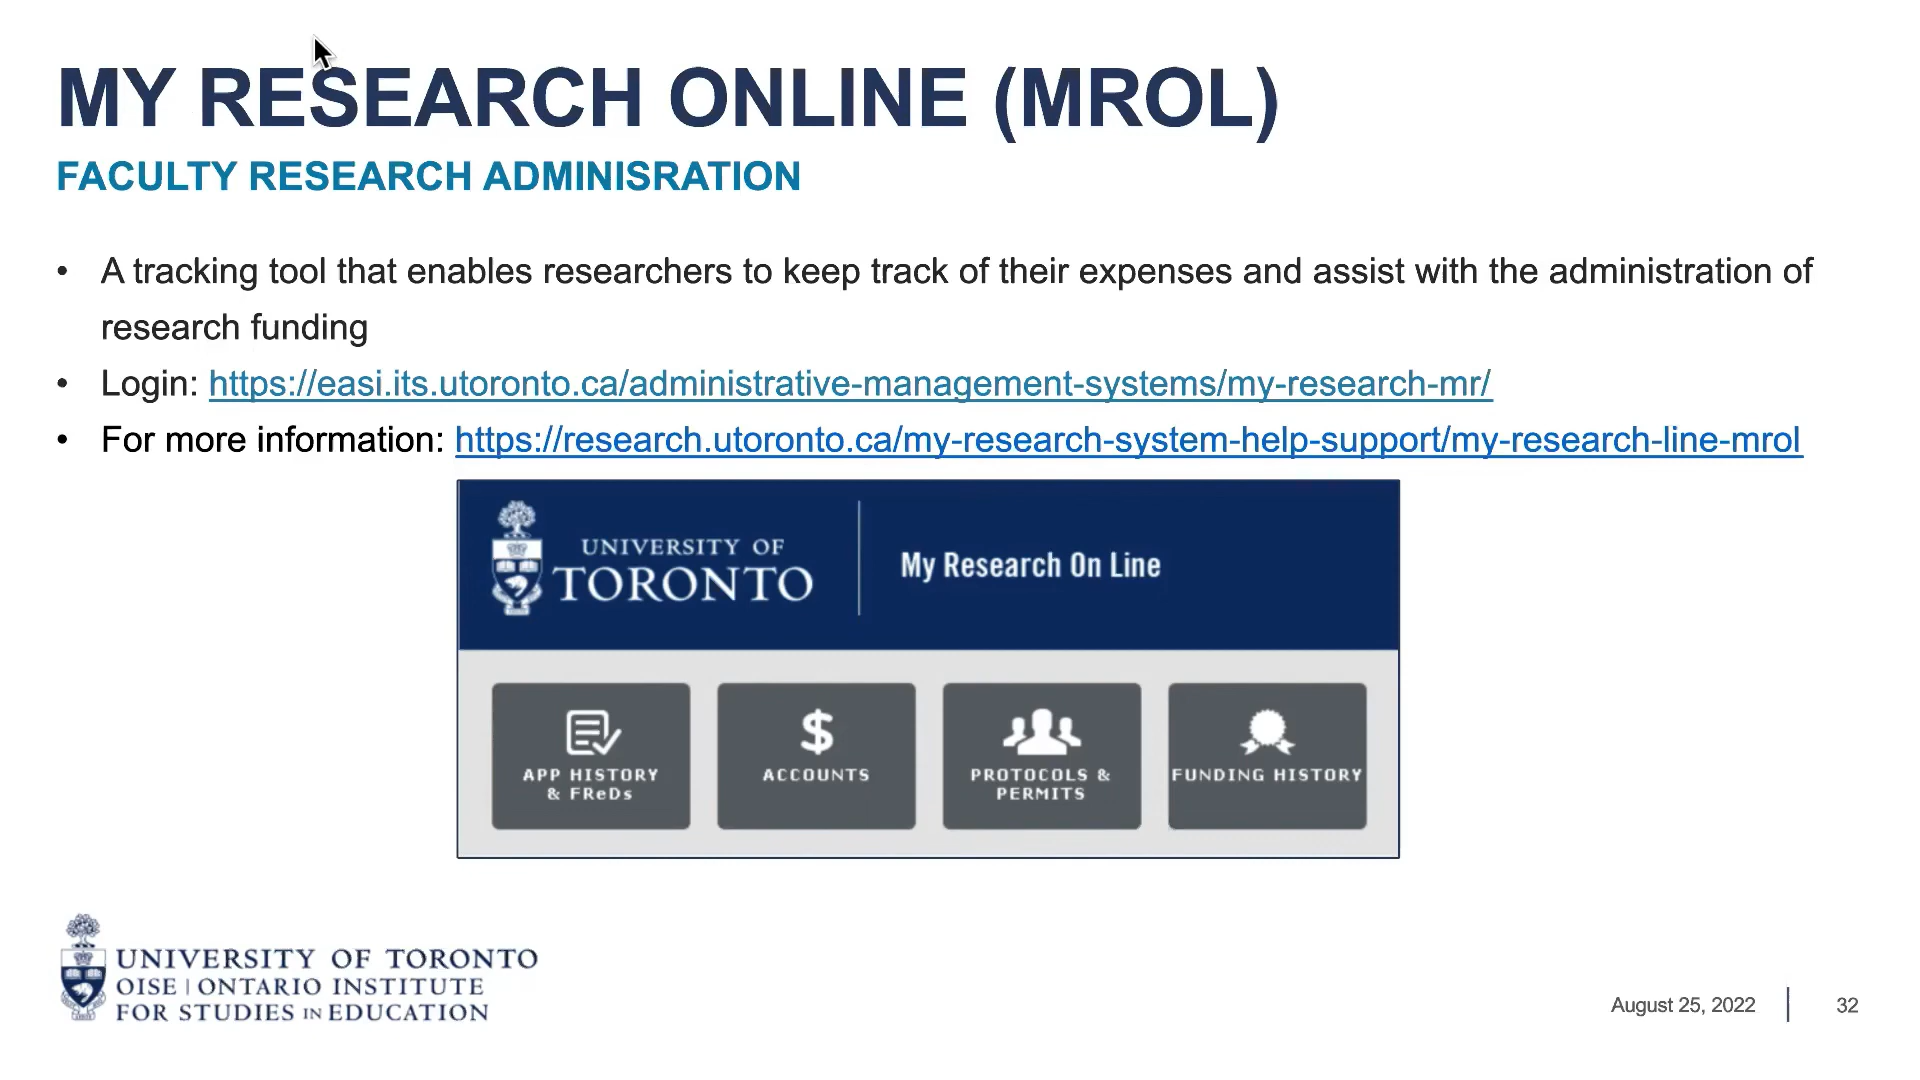 MY RESEARCH ONLINE (MROL)
FACULTY RESEARCH ADMINISRATION
• A tracking tool that enables researchers to keep track of their expenses and assist with the administration of
research funding
• Login: https://easi.its.utoronto.ca/administrative-management-systems/my-research-mr/
• For more information: https://research.utoronto.ca/my-research-system-help-support/my-research-line-mrol
UNIVERSITY OF
TORONTO
My Research On Line
APP HISTORY
& FReDs
ACCOUNTS
PROTOCOLS &
PERMITS
FUNDING HISTORY
UNIVERSITY OF TORONTO
OISE | ONTARIO INSTITUTE
FOR STUDIES IN EDUCATION
August 25, 2022
32